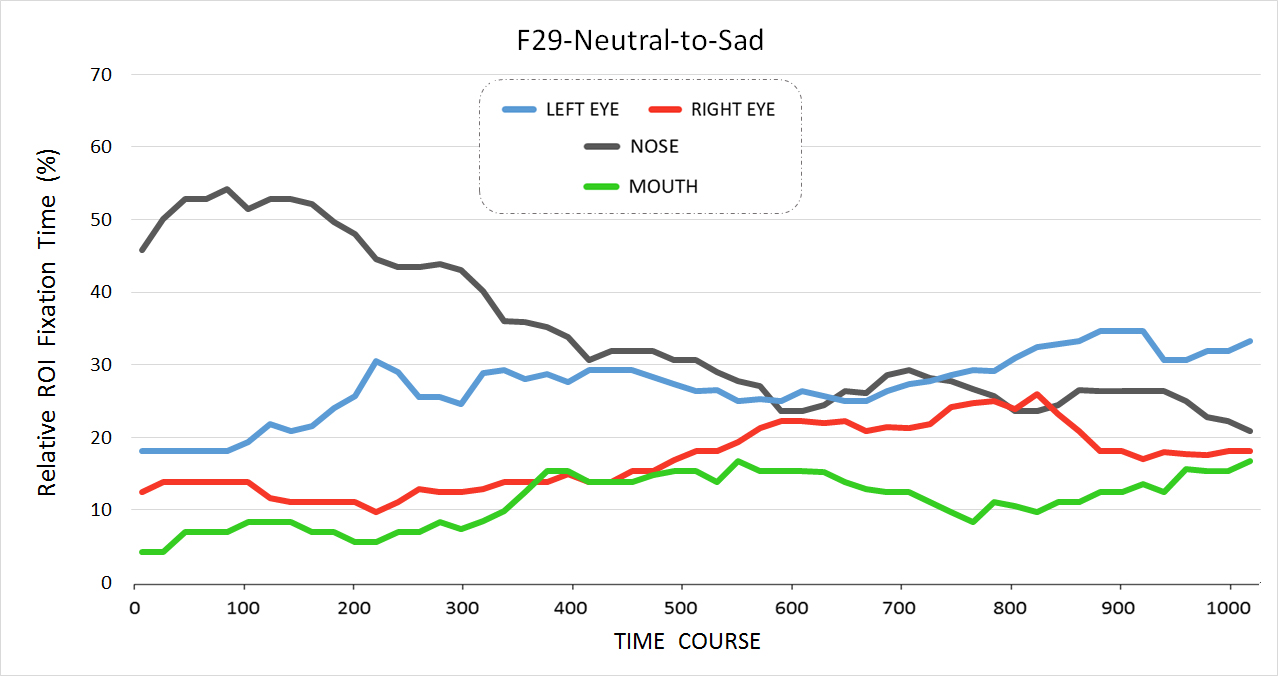 F29-Neutral-to-Sad
70
LEFT EYE RIGHT EYE
60
NOSE
MOUTH
50
40
30
20
10
0
Relative ROI Fixation Time (%)
0 100 200 300 400 500 600 700 800 900 1000
TIME COURSE